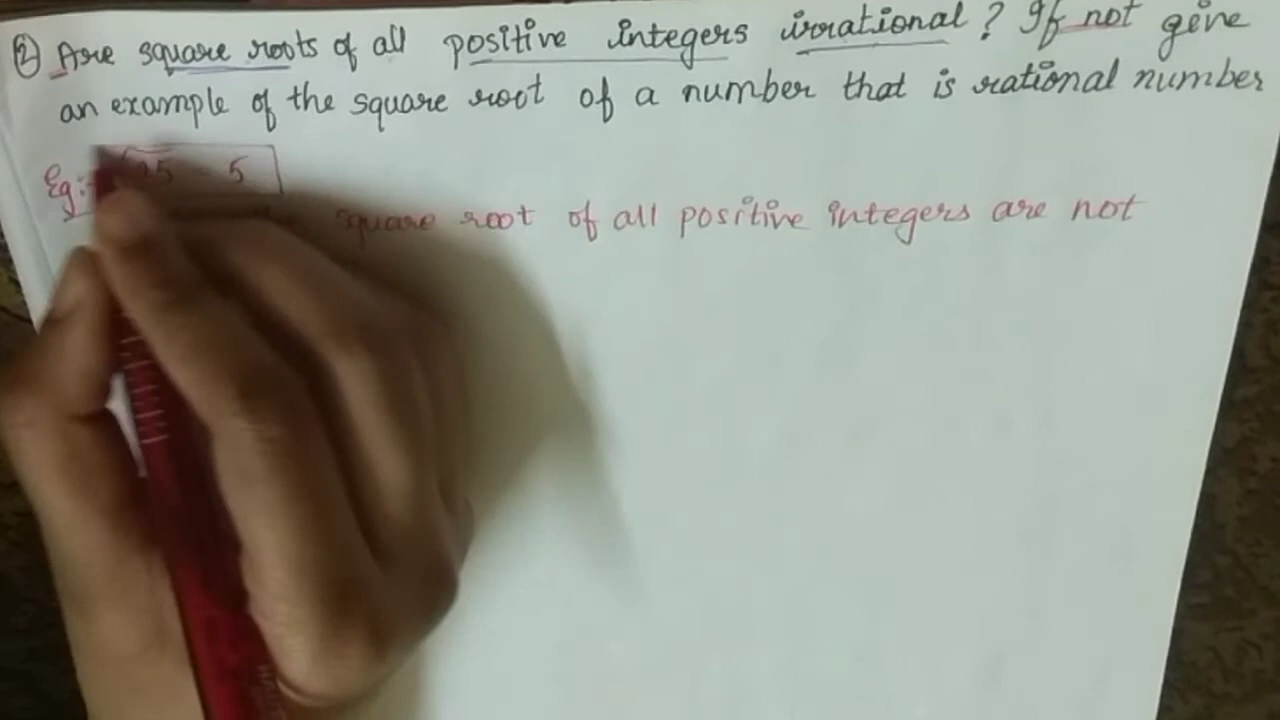 ② Are square roots of all positive integers irrational ? If not give
an example of the square root of a number that is rational number
Eg:- √25 = 5
square root of all positive integers are not